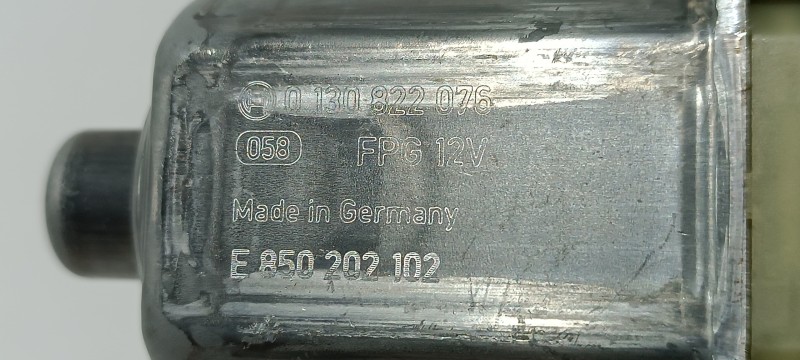 0 130 822 076
058 FPG 12V
Made in Germany
E 850 202 102